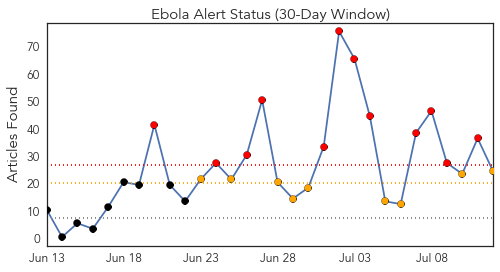 Ebola Alert Status (30-Day Window)
Articles Found
70
60
50
40
30
20
10
0
Jun 13 Jun 18 Jun 23 Jun 28 Jul 03 Jul 08